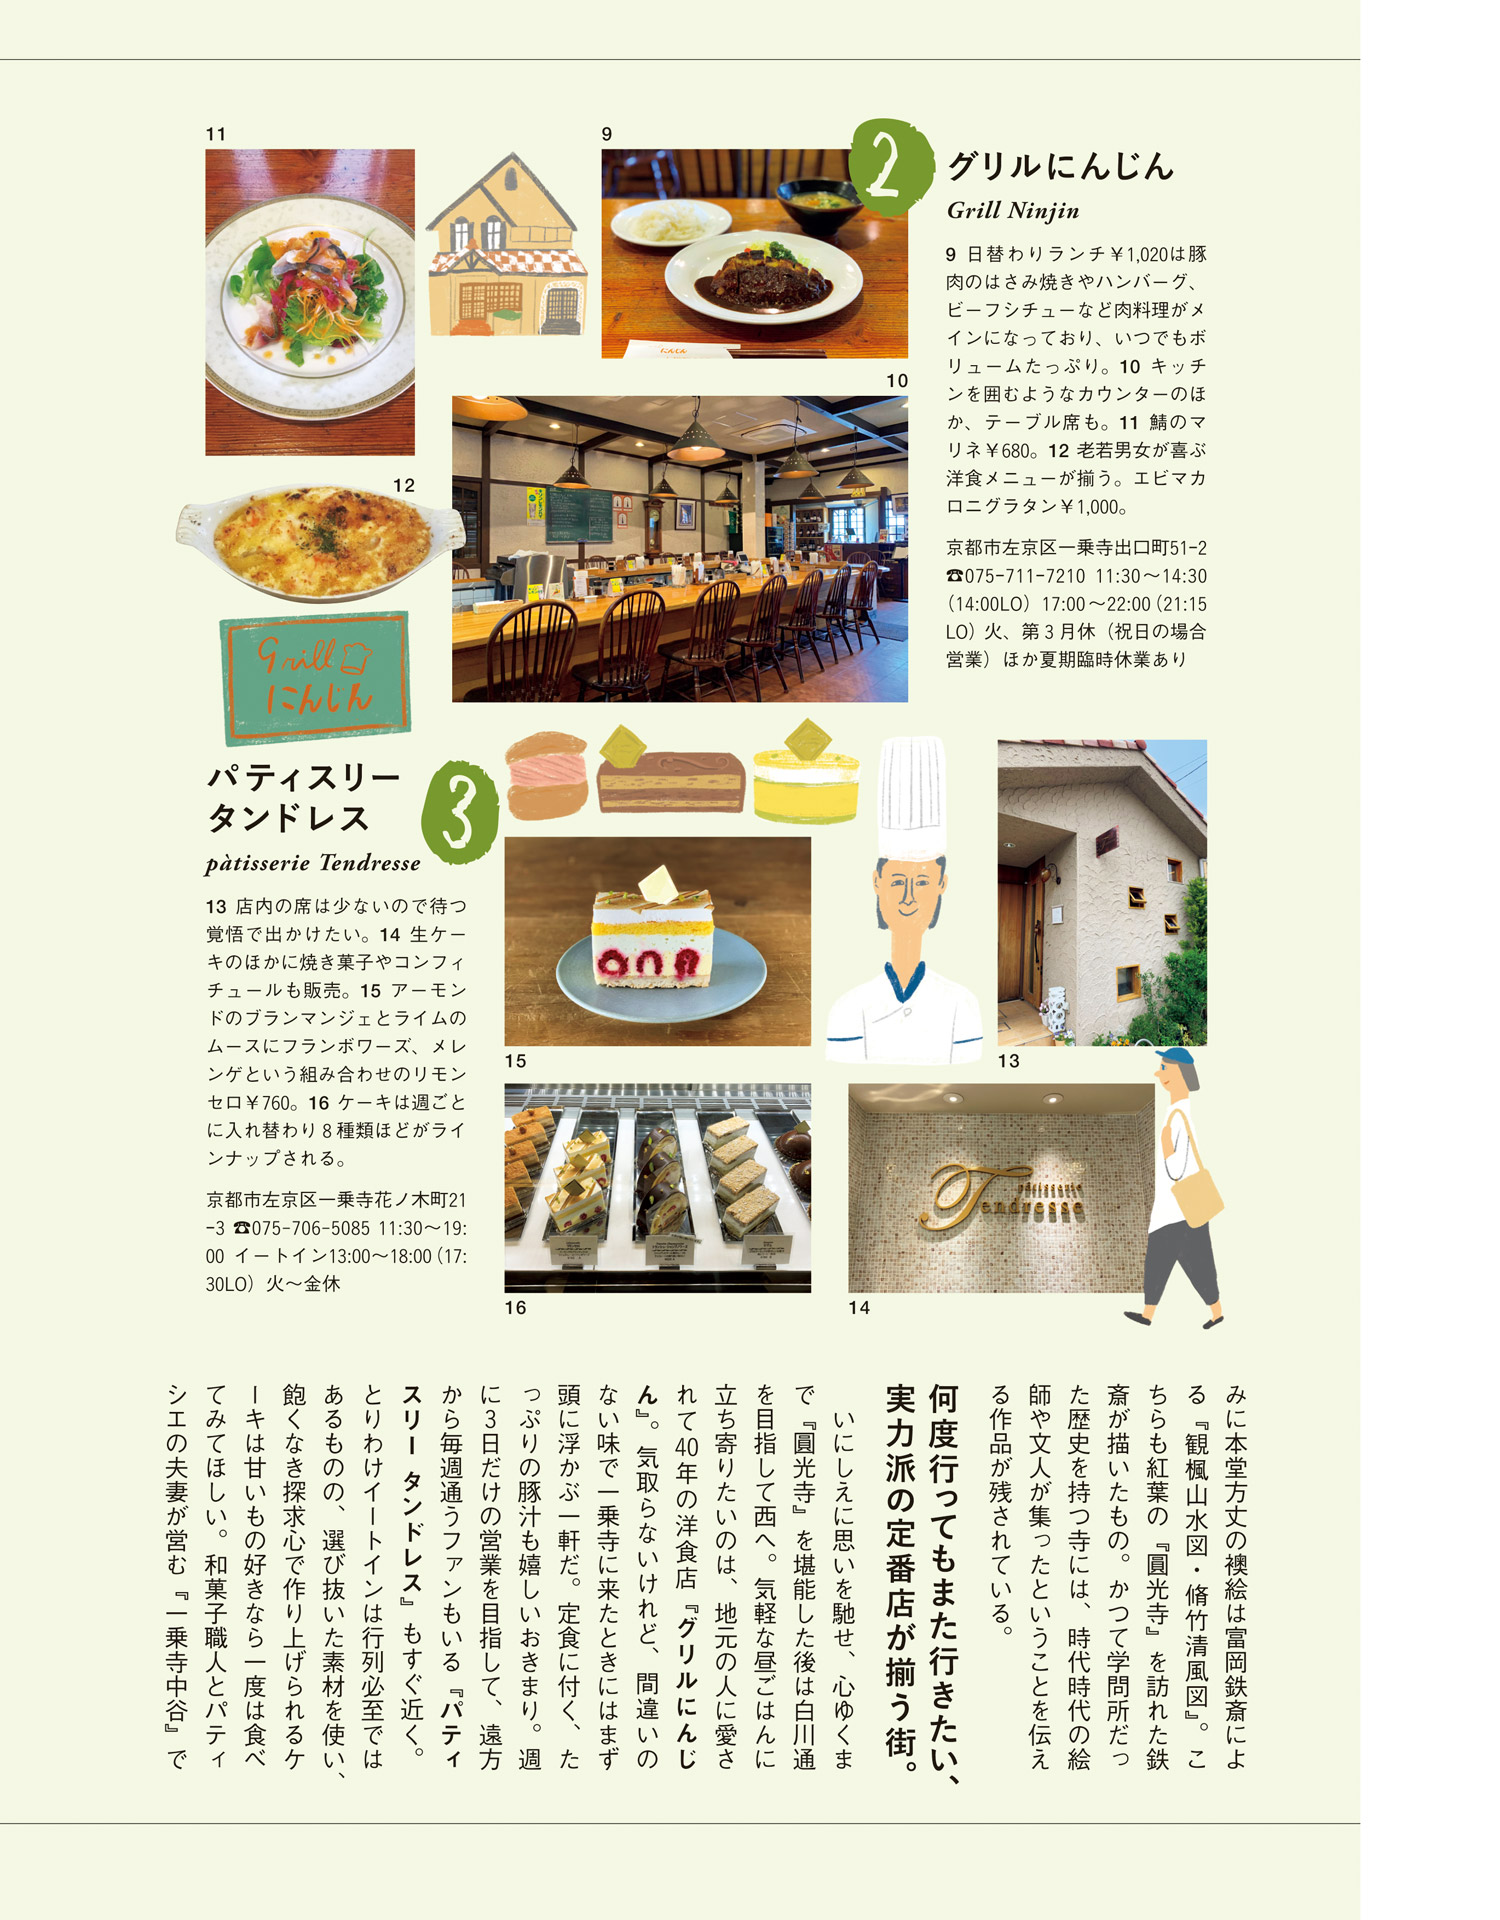 11
9
2
グリルにんじん
Grill Ninjin
9 日替わりランチ￥1,020は豚
肉のはさみ焼きやハンバーグ、
ビーフシチューなど肉料理がメ
インになっており、いつでもボ
リュームたっぷり。10 キッチ
ンを囲むようなカウンターのほ
か、テーブル席も。11 鯖のマ
リネ￥680。12 老若男女が喜ぶ
洋食メニューが揃う。エビマカ
ロニグラタン￥1,000。
京都市左京区一乗寺出口町51-2
☎075-711-7210 11:30〜14:30
（14:00LO）17:00〜22:00（21:15
LO）火、第3月休（祝日の場合
営業）ほか夏期臨時休業あり
にんじん
10
12
Grill
にんじん
パティスリー
タンドレス
3
pàtisserie Tendresse
13 店内の席は少ないので待つ
覚悟で出かけたい。14 生ケー
キのほかに焼き菓子やコンフィ
チュールも販売。15 アーモン
ドのブランマンジェとライムの
ムースにフランボワーズ、メレ
ンゲという組み合わせのリモン
セロ￥760。16 ケーキは週ごと
に入れ替わり8種類ほどがライ
ンナップされる。
京都市左京区一乗寺花ノ木町21
-3 ☎075-706-5085 11:30〜19:
00 イートイン13:00〜18:00（17:
30LO）火〜金休
15
13
pâtisserie
Tendresse
16
14
みに本堂方丈の襖絵は富岡鉄斎によ
る『観楓山水図・脩竹清風図』。こ
ちらも紅葉の『圓光寺』を訪れた鉄
斎が描いたもの。かつて学問所だっ
た歴史を持つ寺には、時代時代の絵
師や文人が集ったということを伝え
る作品が残されている。
何度行ってもまた行きたい、
実力派の定番店が揃う街。
いにしえに思いを馳せ、心ゆくま
で『圓光寺』を堪能した後は白川通
を目指して西へ。気軽な昼ごはんに
立ち寄りたいのは、地元の人に愛さ
れて40年の洋食店『グリルにんじ
ん』。気取らないけれど、間違いの
ない味で一乗寺に来たときにはまず
頭に浮かぶ一軒だ。定食に付く、た
っぷりの豚汁も嬉しいおきまり。週
に3日だけの営業を目指して、遠方
から毎週通うファンもいる『パティ
スリー タンドレス』もすぐ近く。
とりわけイートインは行列必至では
あるものの、選び抜いた素材を使い、
飽くなき探求心で作り上げられるケ
ーキは甘いもの好きなら一度は食べ
てみてほしい。和菓子職人とパティ
シエの夫妻が営む『一乗寺中谷』で